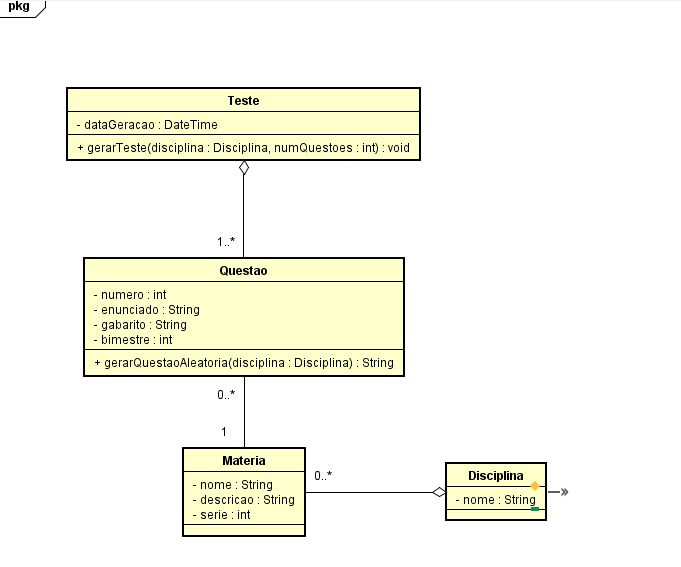 pkg
Teste
- dataGeracao : DateTime
+ gerarTeste(disciplina : Disciplina, numQuestoes : int) : void
1..*
Questao
- numero : int
- enunciado : String
- gabarito : String
- bimestre : int
+ gerarQuestaoAleatoria(disciplina : Disciplina) : String
0..*
1
Materia
- nome : String
- descricao : String
- serie : int
0..*
Disciplina
- nome : String